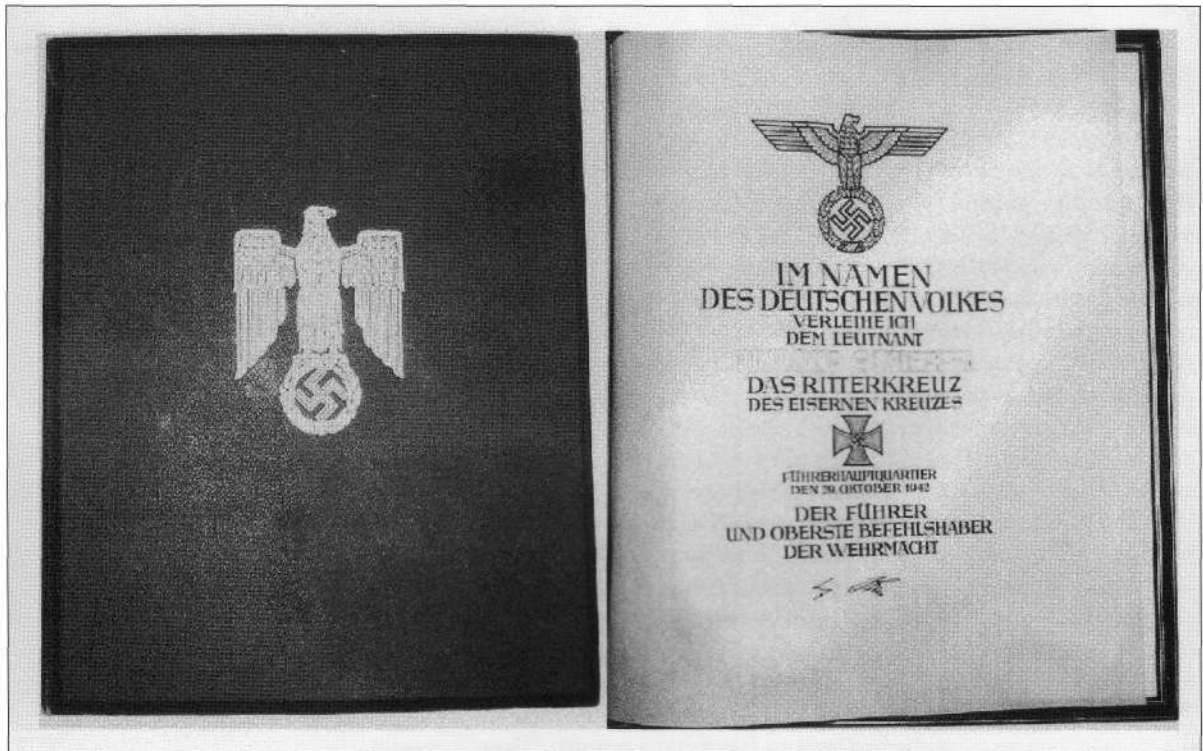 IM NAMEN
DES DEUTSCHEN VOLKES
VERLEIHE ICH
DEM LEUTNANT
DAS RITTERKREUZ
DES EISERNEN KREUZES
FÜHRERHAUPTQUARTIER
DEN 29. OKTOBER 1942
DER FÜHRER
UND OBERSTE BEFEHLSHABER
DER WEHRMACHT